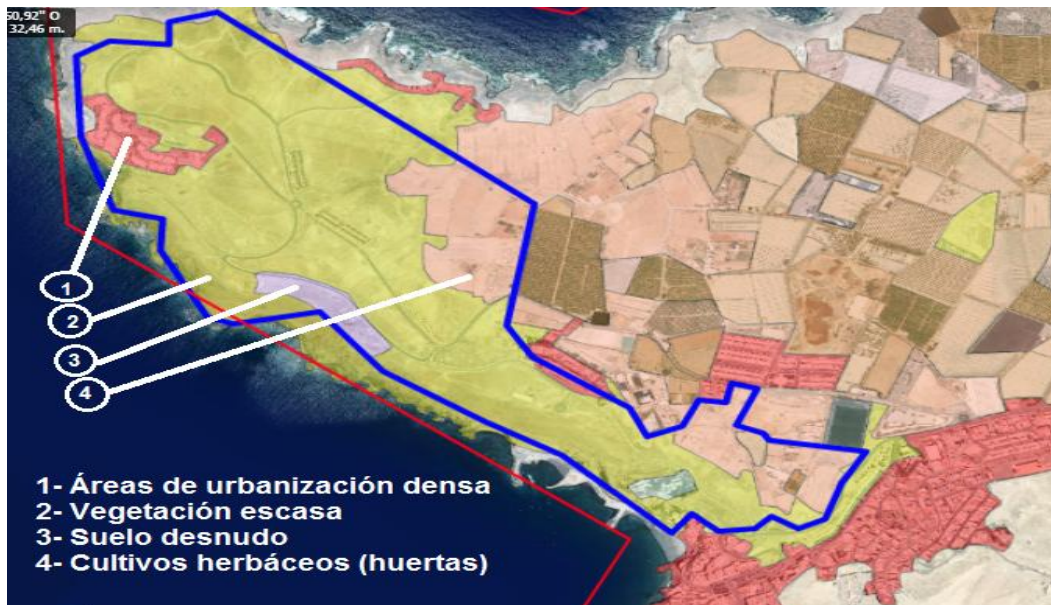 60,92" O
32,46 m.
1
2
3
4
1- Áreas de urbanización densa
2- Vegetación escasa
3- Suelo desnudo
4- Cultivos herbáceos (huertas)